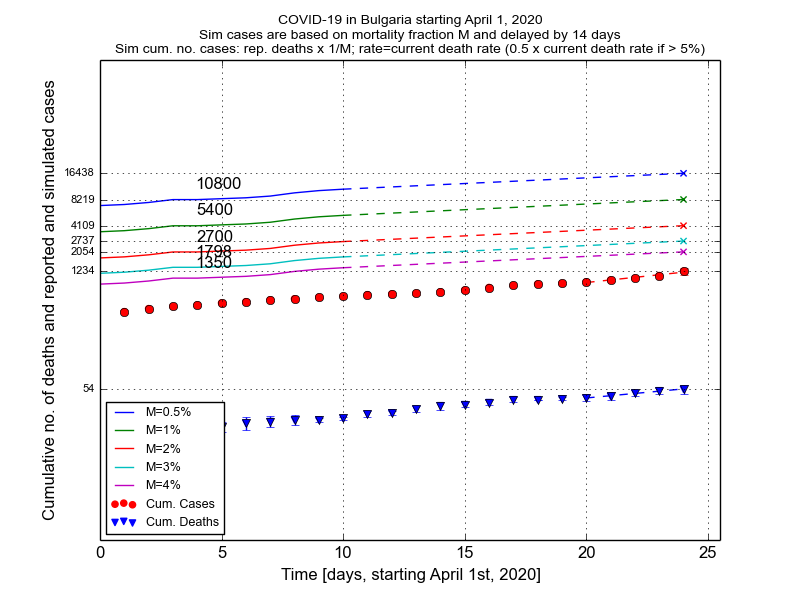 COVID-19 in Bulgaria starting April 1, 2020
Sim cases are based on mortality fraction M and delayed by 14 days
Sim cum. no. cases: rep. deaths x 1/M; rate=current death rate (0.5 x current death rate if > 5%)
Cumulative no. of deaths and reported and simulated cases
16438
8219
4109
2737
2054
1234
54
10800
5400
2700
1798
1350
M=0.5%
M=1%
M=2%
M=3%
M=4%
Cum. Cases
Cum. Deaths
0 5 10 15 20 25
Time [days, starting April 1st, 2020]